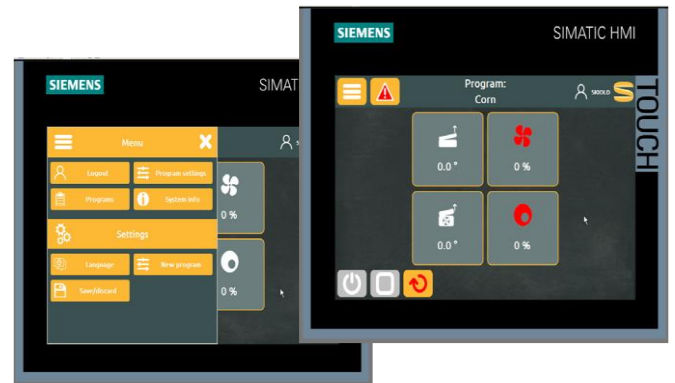 SIEMENS
SIMAT
Menu
Logout
Program settings
Programs
System info
Settings
Language
New program
Save/discard
0 %
0 %
SIEMENS
SIMATIC HMI
TOUCH
Program:
Corn
SKIOLD
0.0 °
0 %
0.0 °
0 %